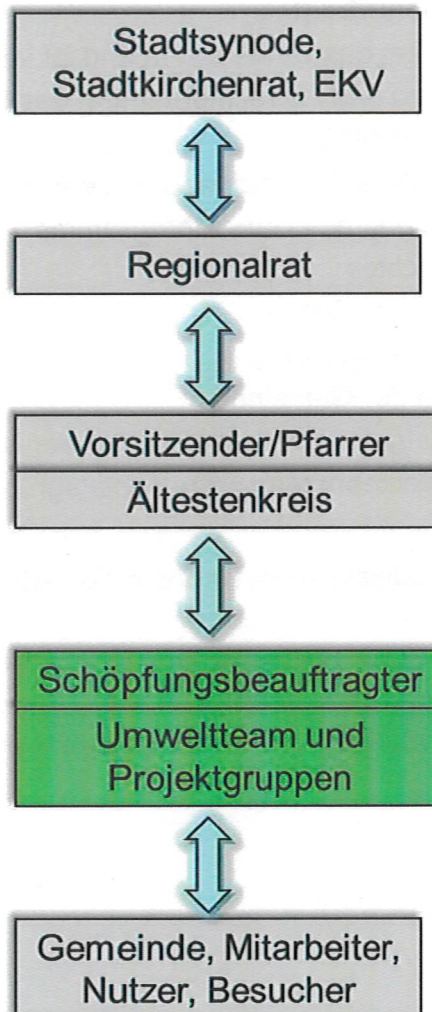 Stadtsynode,
Stadtkirchenrat, EKV
Regionalrat
Vorsitzender/Pfarrer
Ältestenkreis
Schöpfungsbeauftragter
Umweltteam und
Projektgruppen
Gemeinde, Mitarbeiter,
Nutzer, Besucher